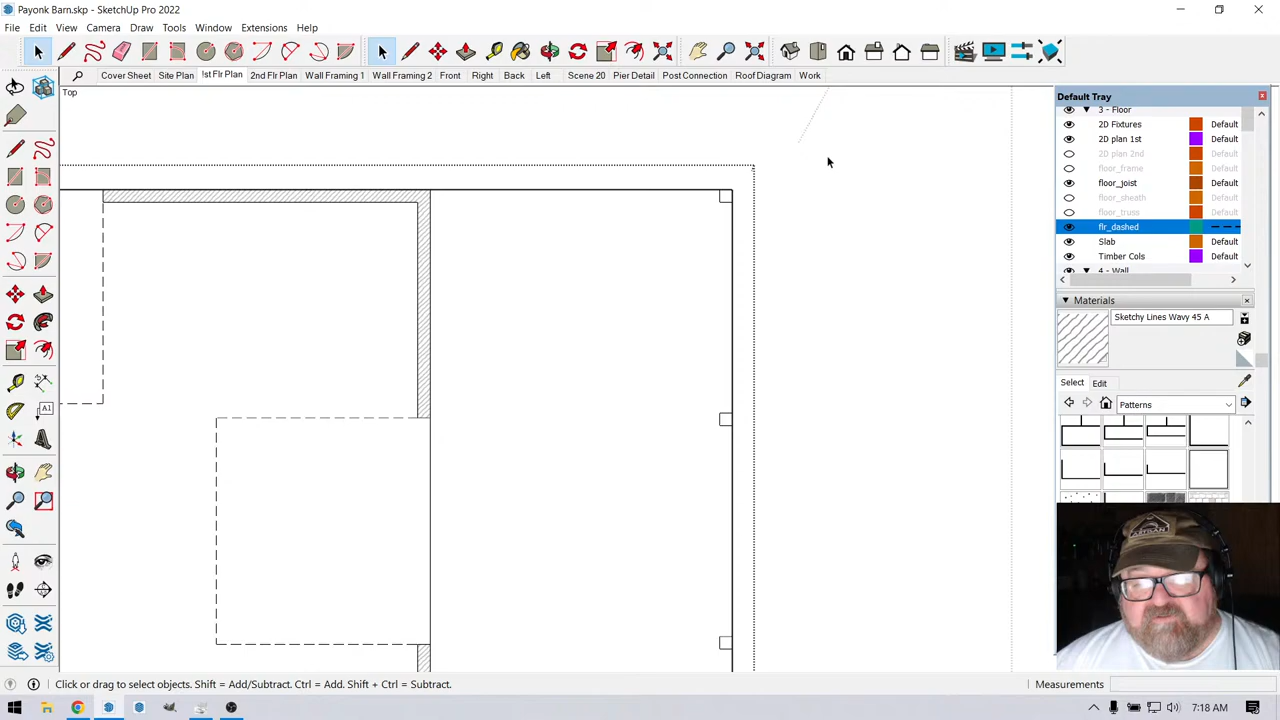 Payonk Barn.skp - SketchUp Pro 2022
File Edit View Camera Draw Tools Window Extensions Help
Cover Sheet Site Plan 1st Flr Plan 2nd Flr Plan Wall Framing 1 Wall Framing 2 Front Right Back Left Scene 20 Pier Detail Post Connection Roof Diagram Work
Top
Default Tray
3 - Floor
2D Fixtures Default
2D plan 1st Default
2D plan 2nd Default
floor_frame Default
floor_joist Default
floor_sheath Default
floor_truss Default
flr_dashed
Slab Default
Timber Cols Default
4 - Wall
Materials
Sketchy Lines Wavy 45 A
Select Edit
Patterns
A1
ARTISAN
Click or drag to select objects. Shift = Add/Subtract. Ctrl = Add. Shift + Ctrl = Subtract.
Measurements
7:18 AM